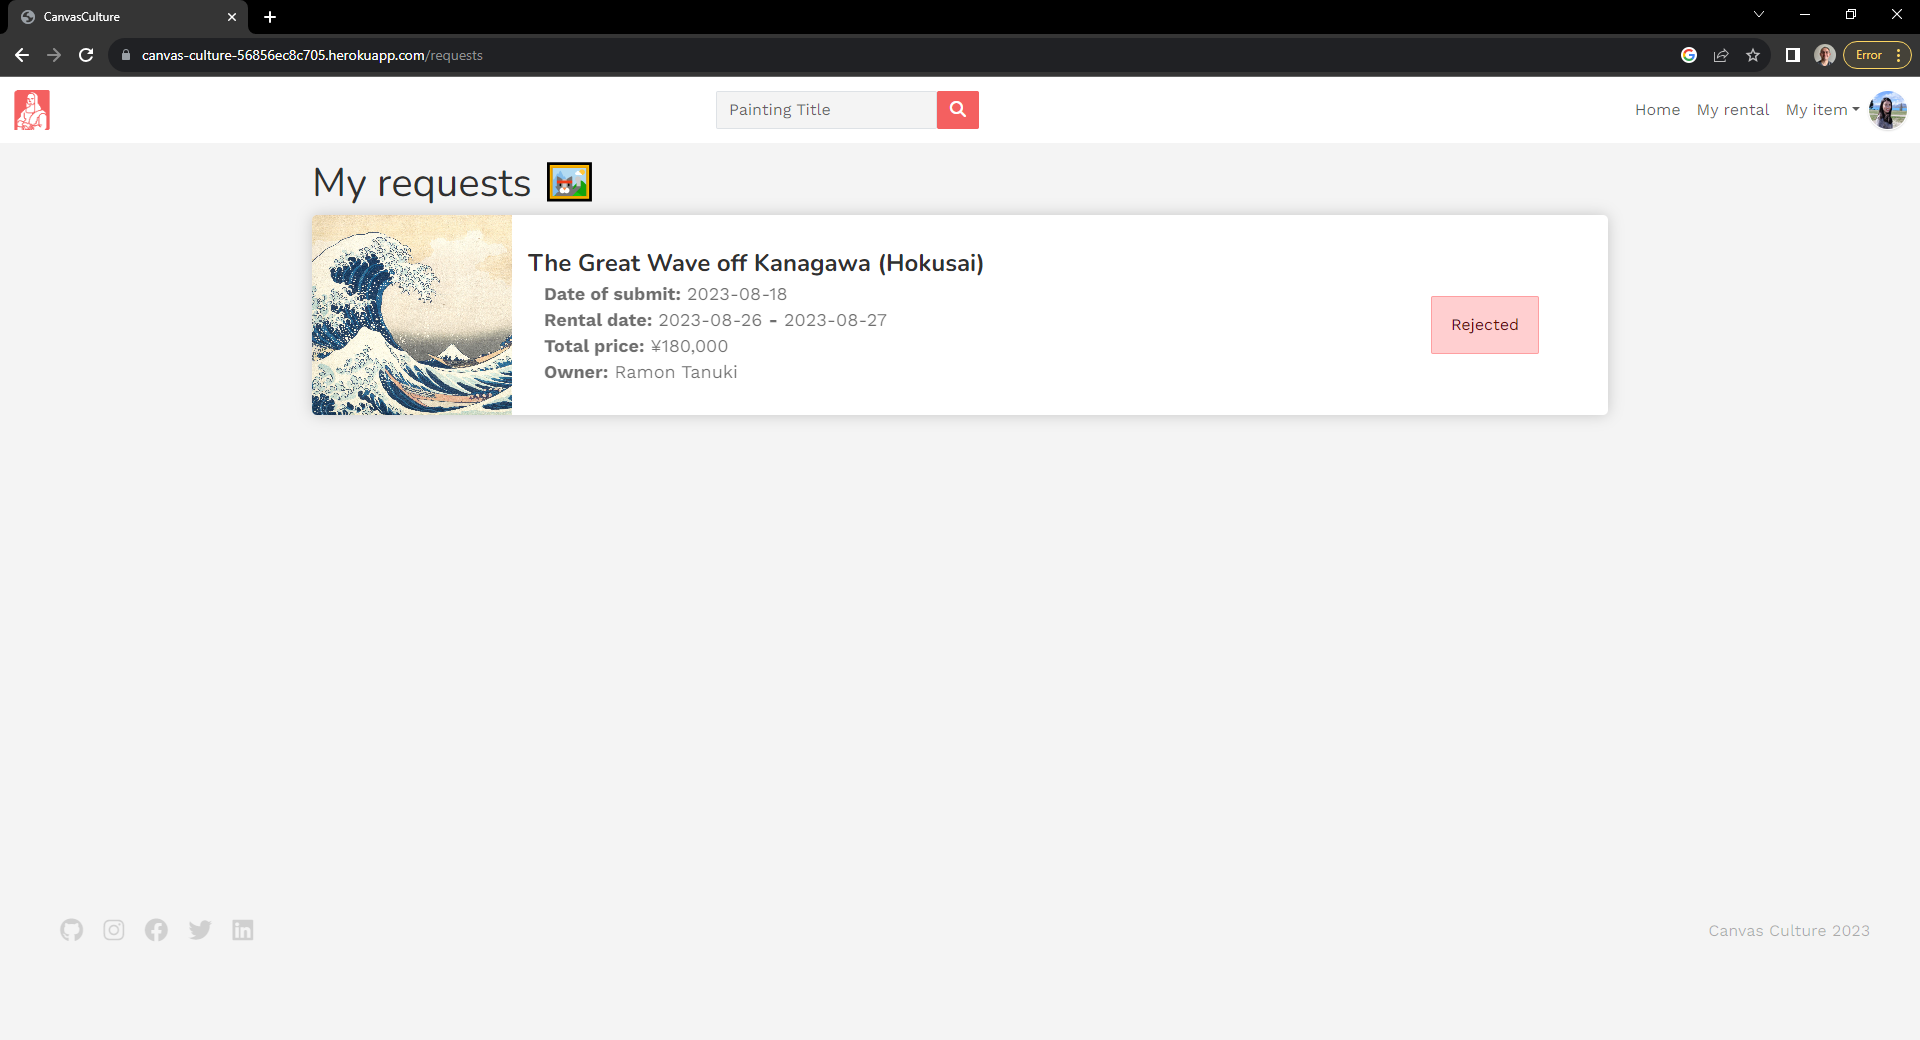 CanvasCulture
canvas-culture-56856ec8c705.herokuapp.com/requests
Error
Painting Title
Home My rental My item
My requests
The Great Wave off Kanagawa (Hokusai)
Date of submit: 2023-08-18
Rental date: 2023-08-26 - 2023-08-27
Total price: ¥180,000
Owner: Ramon Tanuki
Rejected
Canvas Culture 2023